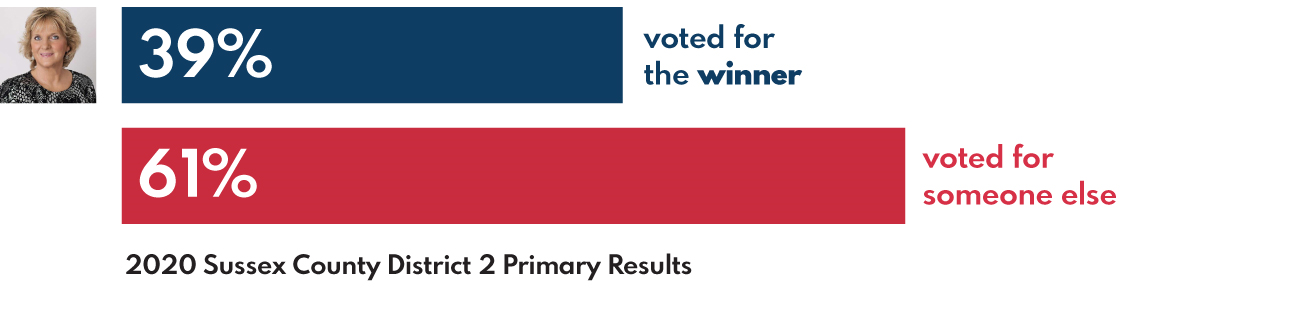 39%
voted for
the winner
61%
voted for
someone else
2020 Sussex County District 2 Primary Results